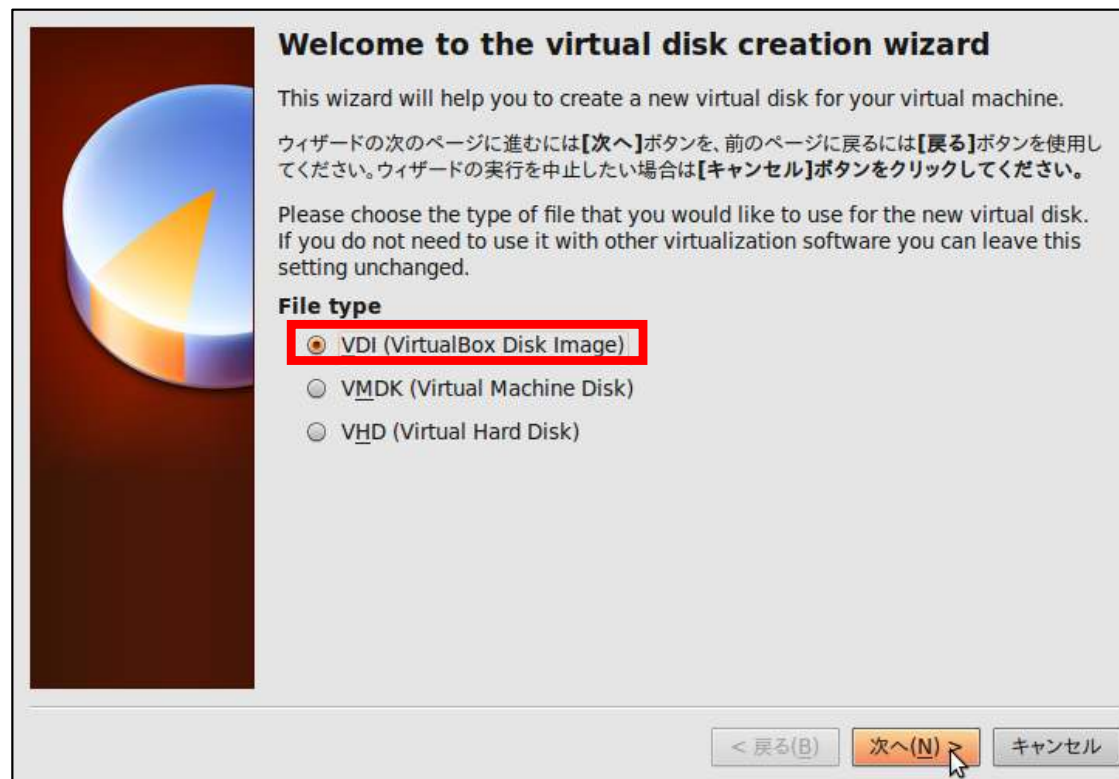 Welcome to the virtual disk creation wizard
This wizard will help you to create a new virtual disk for your virtual machine.
ウィザードの次のページに進むには[次へ]ボタンを、前のページに戻るには[戻る]ボタンを使用し
てください。ウィザードの実行を中止したい場合は[キャンセル]ボタンをクリックしてください。
Please choose the type of file that you would like to use for the new virtual disk.
If you do not need to use it with other virtualization software you can leave this
setting unchanged.
File type
VDI (VirtualBox Disk Image)
VMDK (Virtual Machine Disk)
VHD (Virtual Hard Disk)
< 戻る(B) 次へ(N) > キャンセル